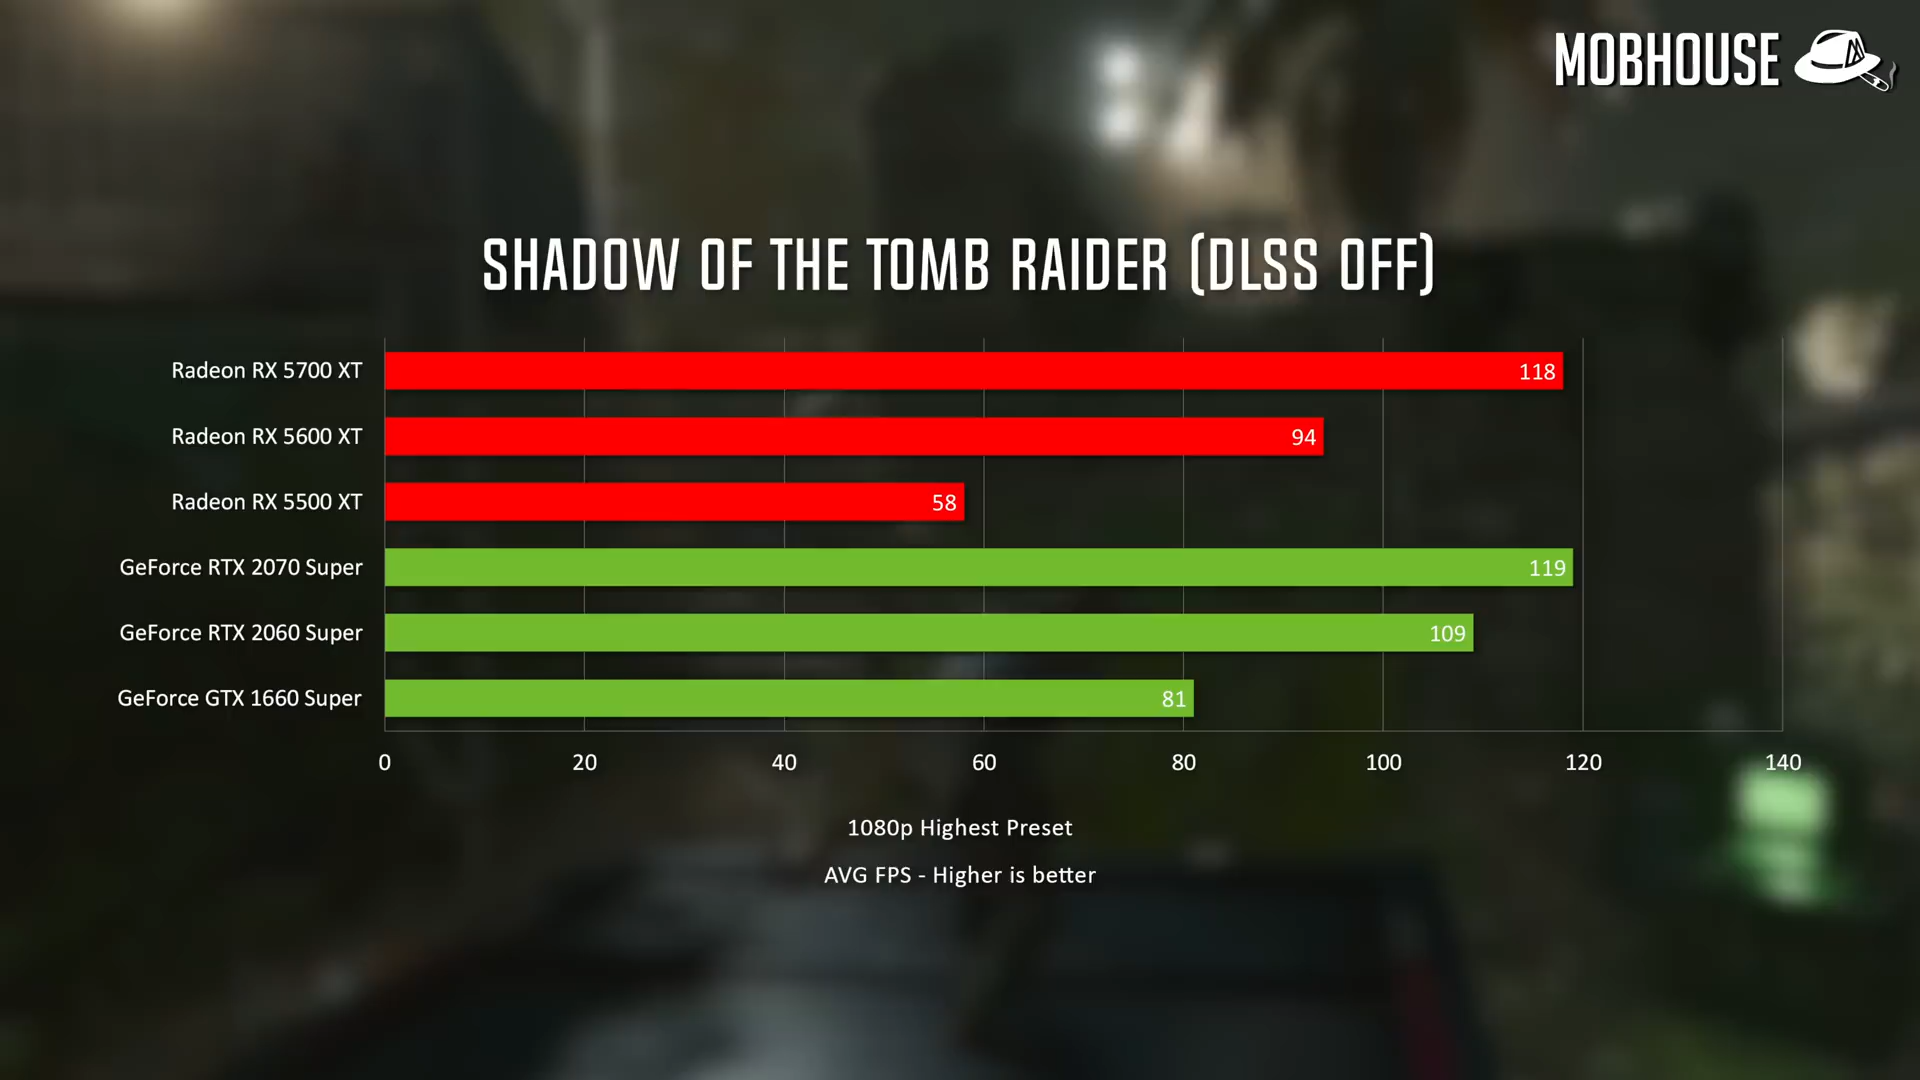 MOBHOUSE
SHADOW OF THE TOMB RAIDER (DLSS OFF)
Radeon RX 5700 XT 118
Radeon RX 5600 XT 94
Radeon RX 5500 XT 58
GeForce RTX 2070 Super 119
GeForce RTX 2060 Super 109
GeForce GTX 1660 Super 81
0 20 40 60 80 100 120 140
1080p Highest Preset
AVG FPS - Higher is better